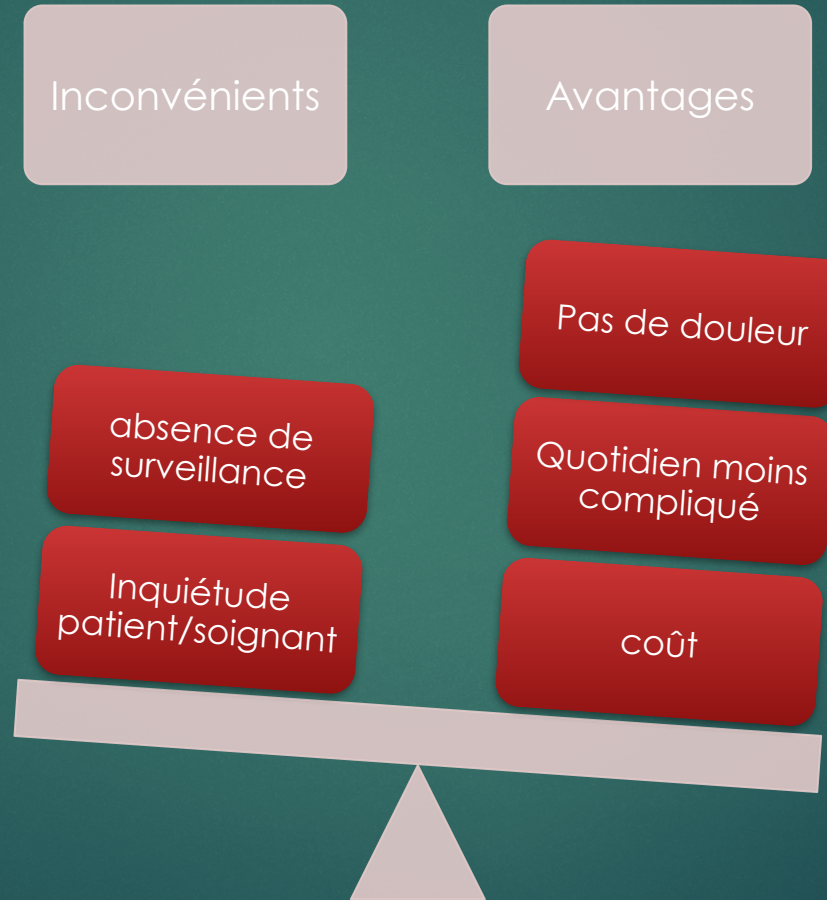 Inconvénients
absence de
surveillance
Inquiétude
patient/soignant
Avantages
Pas de douleur
Quotidien moins
compliqué
coût